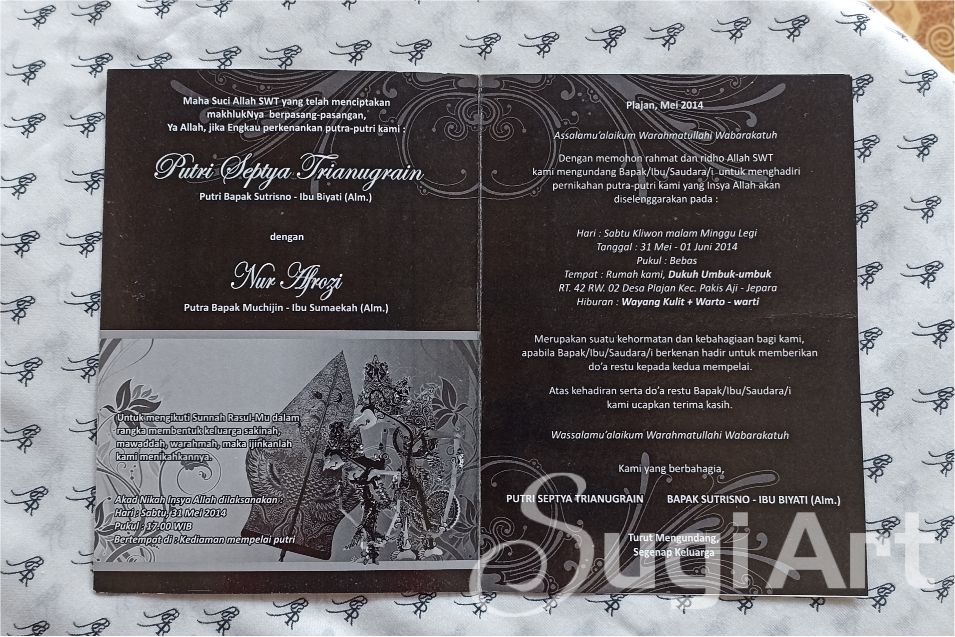 Maha Suci Allah SWT yang telah menciptakan
makhlukNya berpasang-pasangan,
Ya Allah, jika Engkau perkenankan putra-putri kami :
Putri Septya Trianugrain
Putri Bapak Sutrisno - Ibu Biyati (Alm.)
dengan
Nur Afrozi
Putra Bapak Muchijin - Ibu Sumaekah (Alm.)
Untuk mengikuti Sunnah Rasul-Mu dalam
rangka membentuk keluarga sakinah,
mawaddah, warahmah, maka ijinkanlah
kami menikahkannya.
Akad Nikah Insya Allah dilaksanakan :
Hari : Sabtu, 31 Mei 2014
Pukul : 17.00 WIB
Bertempat di : Kediaman mempelai putri
Plajan, Mei 2014
Assalamu'alaikum Warahmatullahi Wabarakatuh
Dengan memohon rahmat dan ridho Allah SWT
kami mengundang Bapak/Ibu/Saudara/i untuk menghadiri
pernikahan putra-putri kami yang Insya Allah akan
diselenggarakan pada :
Hari : Sabtu Kliwon malam Minggu Legi
Tanggal : 31 Mei - 01 Juni 2014
Pukul : Bebas
Tempat : Rumah kami, Dukuh Umbuk-umbuk
RT. 42 RW. 02 Desa Plajan Kec. Pakis Aji - Jepara
Hiburan : Wayang Kulit + Warto - warti
Merupakan suatu kehormatan dan kebahagiaan bagi kami,
apabila Bapak/Ibu/Saudara/i berkenan hadir untuk memberikan
do'a restu kepada kedua mempelai.
Atas kehadiran serta do'a restu Bapak/Ibu/Saudara/i
kami ucapkan terima kasih.
Wassalamu'alaikum Warahmatullahi Wabarakatuh
Kami yang berbahagia,
PUTRI SEPTYA TRIANUGRAIN BAPAK SUTRISNO - IBU BIYATI (Alm.)
Turut Mengundang,
Segenap Keluarga
Sugi Art